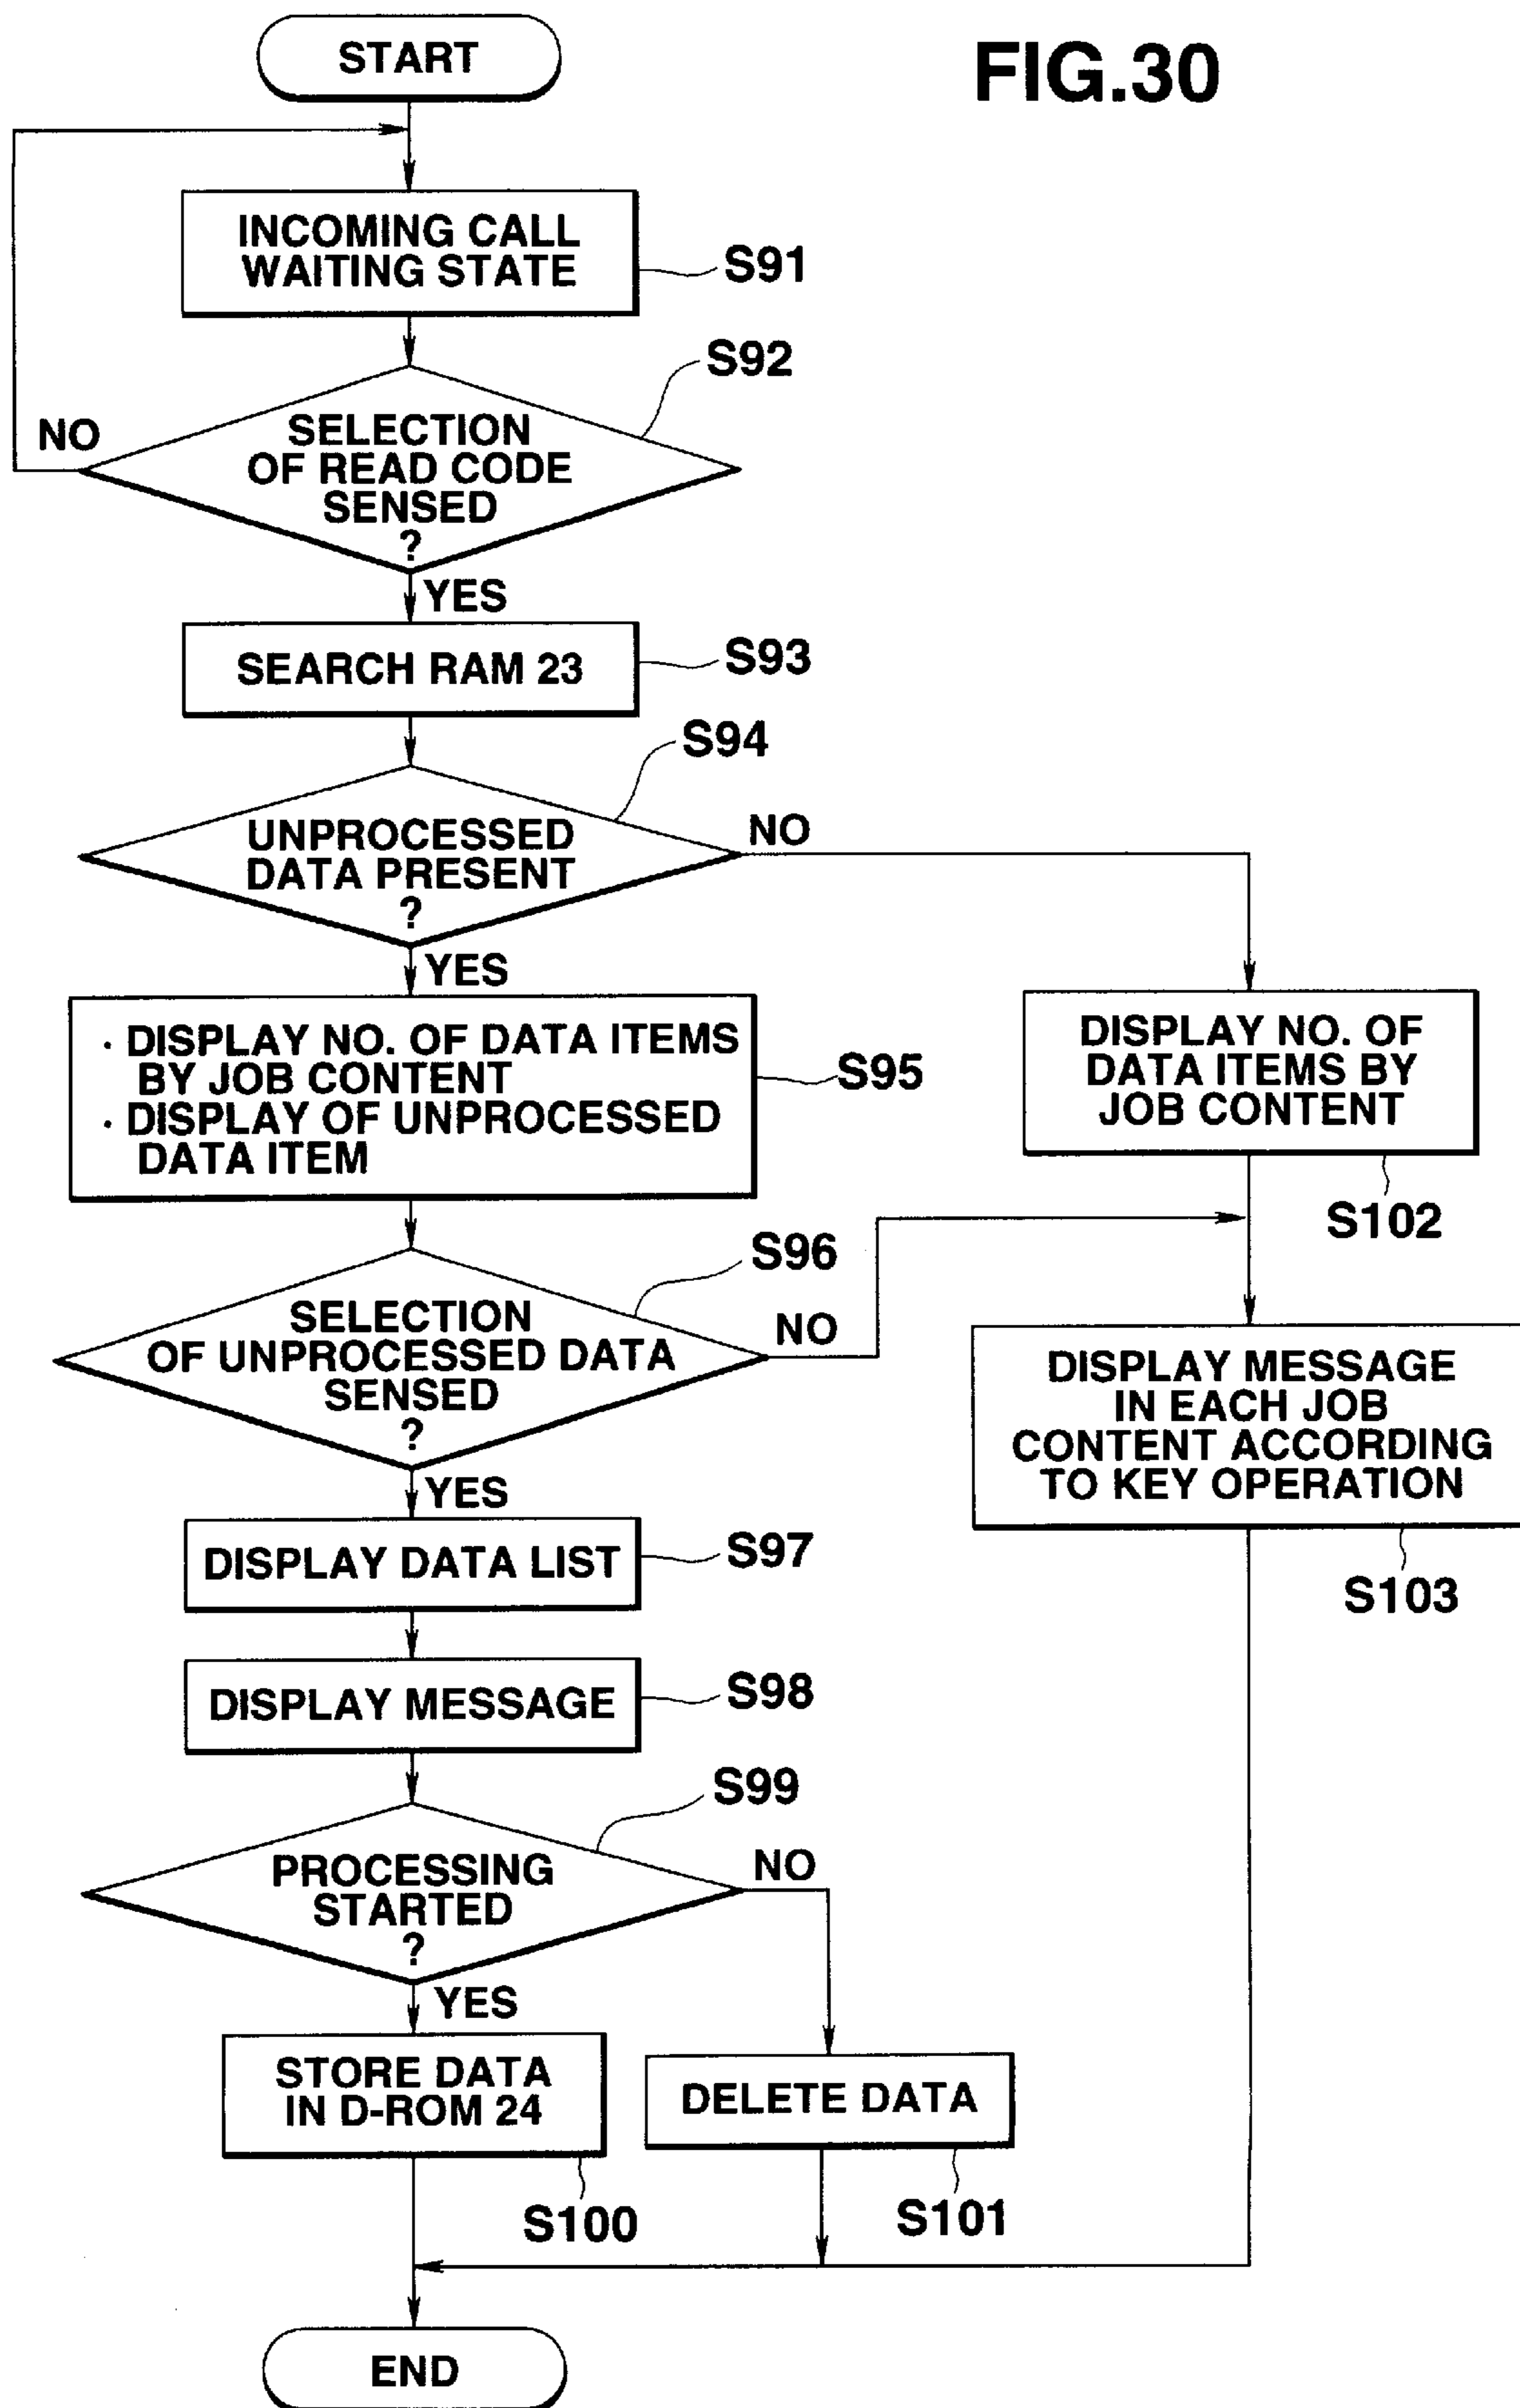 FIG.30
START
INCOMING CALL
WAITING STATE
S91
S92
NO
SELECTION
OF READ CODE
SENSED
?
YES
SEARCH RAM 23
S93
S94
UNPROCESSED
DATA PRESENT
?
NO
YES
· DISPLAY NO. OF DATA ITEMS
BY JOB CONTENT
· DISPLAY OF UNPROCESSED
DATA ITEM
S95
DISPLAY NO. OF
DATA ITEMS BY
JOB CONTENT
S102
S96
SELECTION
OF UNPROCESSED DATA
SENSED
?
NO
YES
DISPLAY MESSAGE
IN EACH JOB
CONTENT ACCORDING
TO KEY OPERATION
S103
DISPLAY DATA LIST
S97
DISPLAY MESSAGE
S98
S99
PROCESSING
STARTED
?
NO
YES
STORE DATA
IN D-ROM 24
S100
DELETE DATA
S101
END